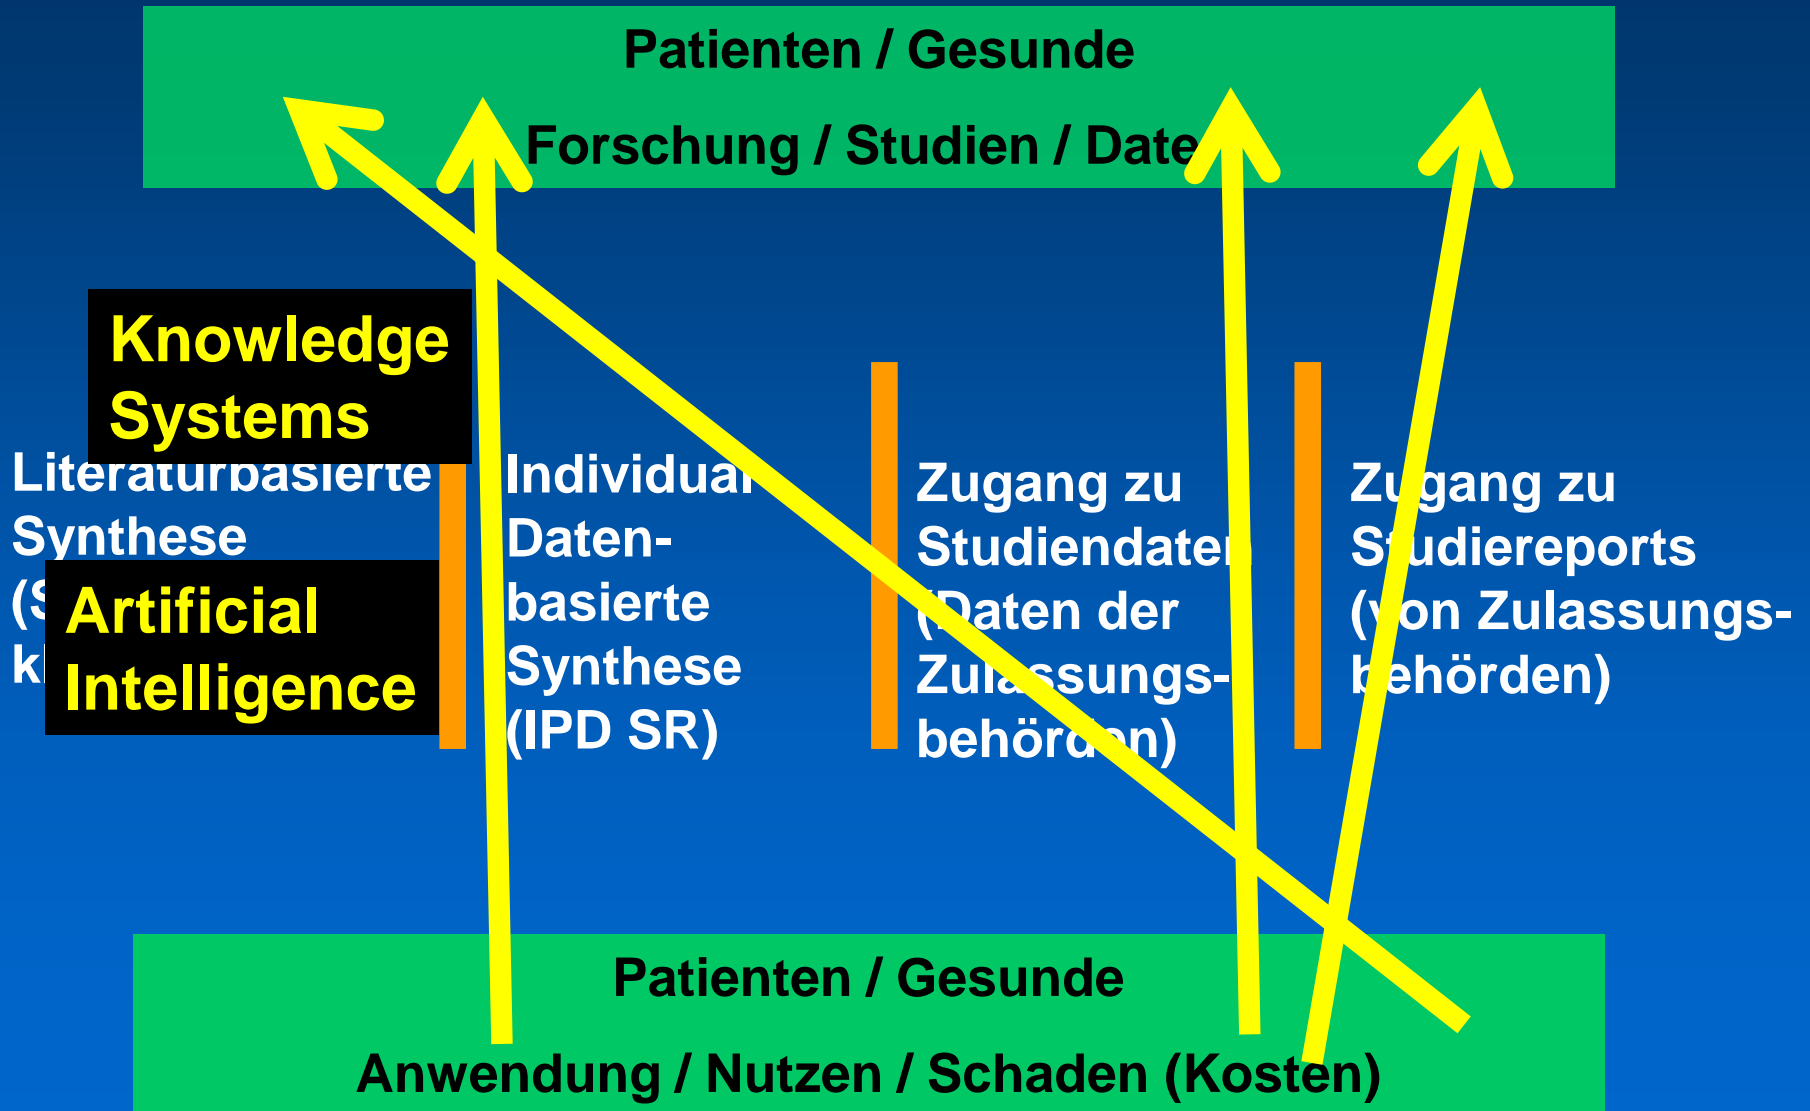 Patienten / Gesunde
Forschung / Studien / Date
Knowledge
Systems
Literaturbasierte
Synthese
(S
k
Artificial
Intelligence
Individual
Daten-
basierte
Synthese
(IPD SR)
Zugang zu
Studiendaten
(Daten der
Zulassungs-
behörden)
Zugang zu
Studiereports
(von Zulassungs-
behörden)
Patienten / Gesunde
Anwendung / Nutzen / Schaden (Kosten)